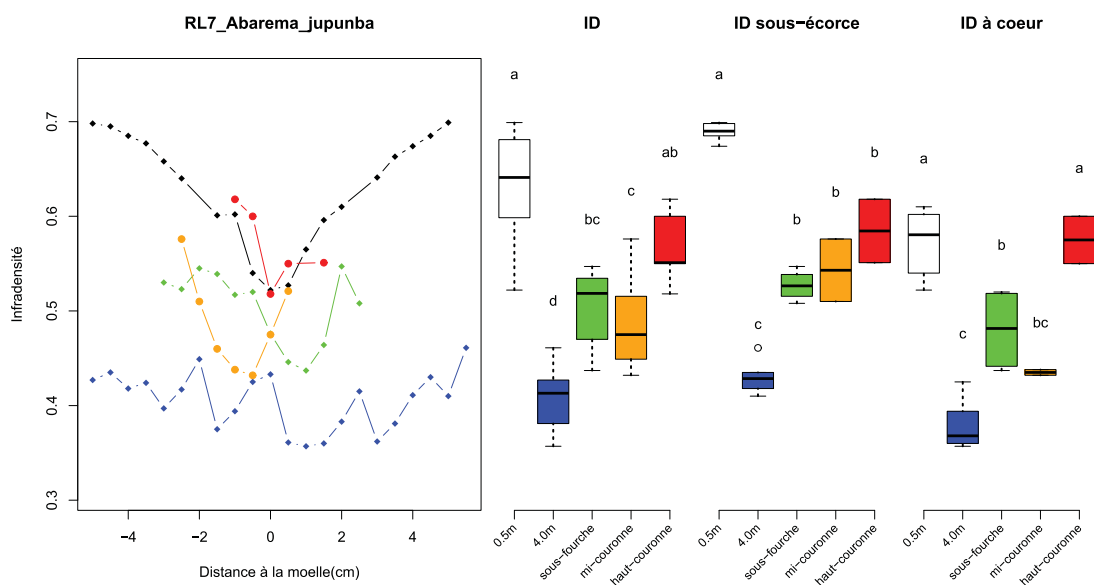 RL7_Abarema_jupunba
ID
ID sous−écorce
ID à coeur
Infradensité
0.7
0.6
0.5
0.4
0.3
−4
−2
0
2
4
Distance à la moelle(cm)
a
d
bc
c
ab
0.5m
4.0m
sous−fourche
mi−couronne
haut−couronne
a
c
b
b
b
0.5m
4.0m
sous−fourche
mi−couronne
haut−couronne
a
c
b
bc
a
0.5m
4.0m
sous−fourche
mi−couronne
haut−couronne